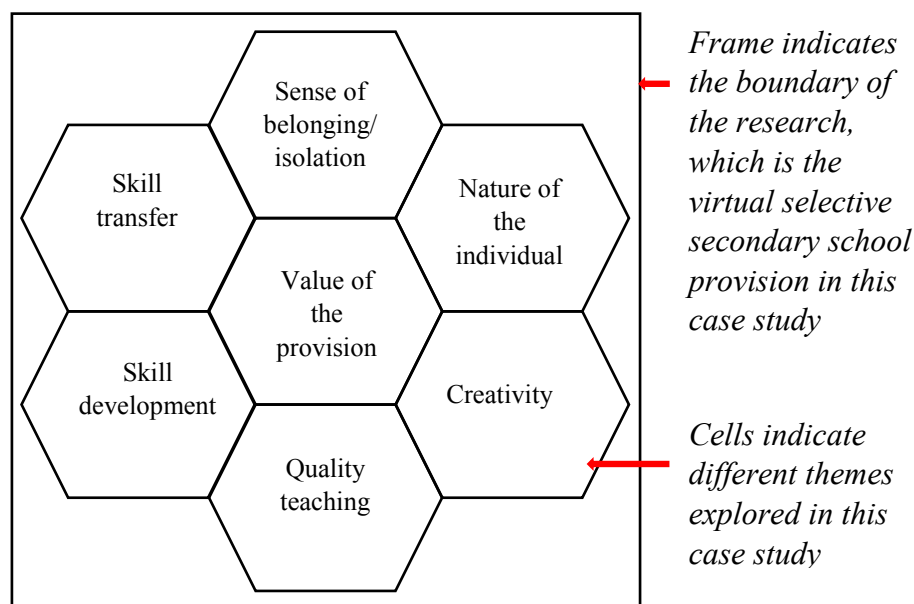 Sense of
belonging/
isolation
Skill
transfer
Nature of
the
individual
Value of
the
provision
Skill
development
Creativity
Quality
teaching
Frame indicates
the boundary of
the research,
which is the
virtual selective
secondary school
provision in this
case study
Cells indicate
different themes
explored in this
case study